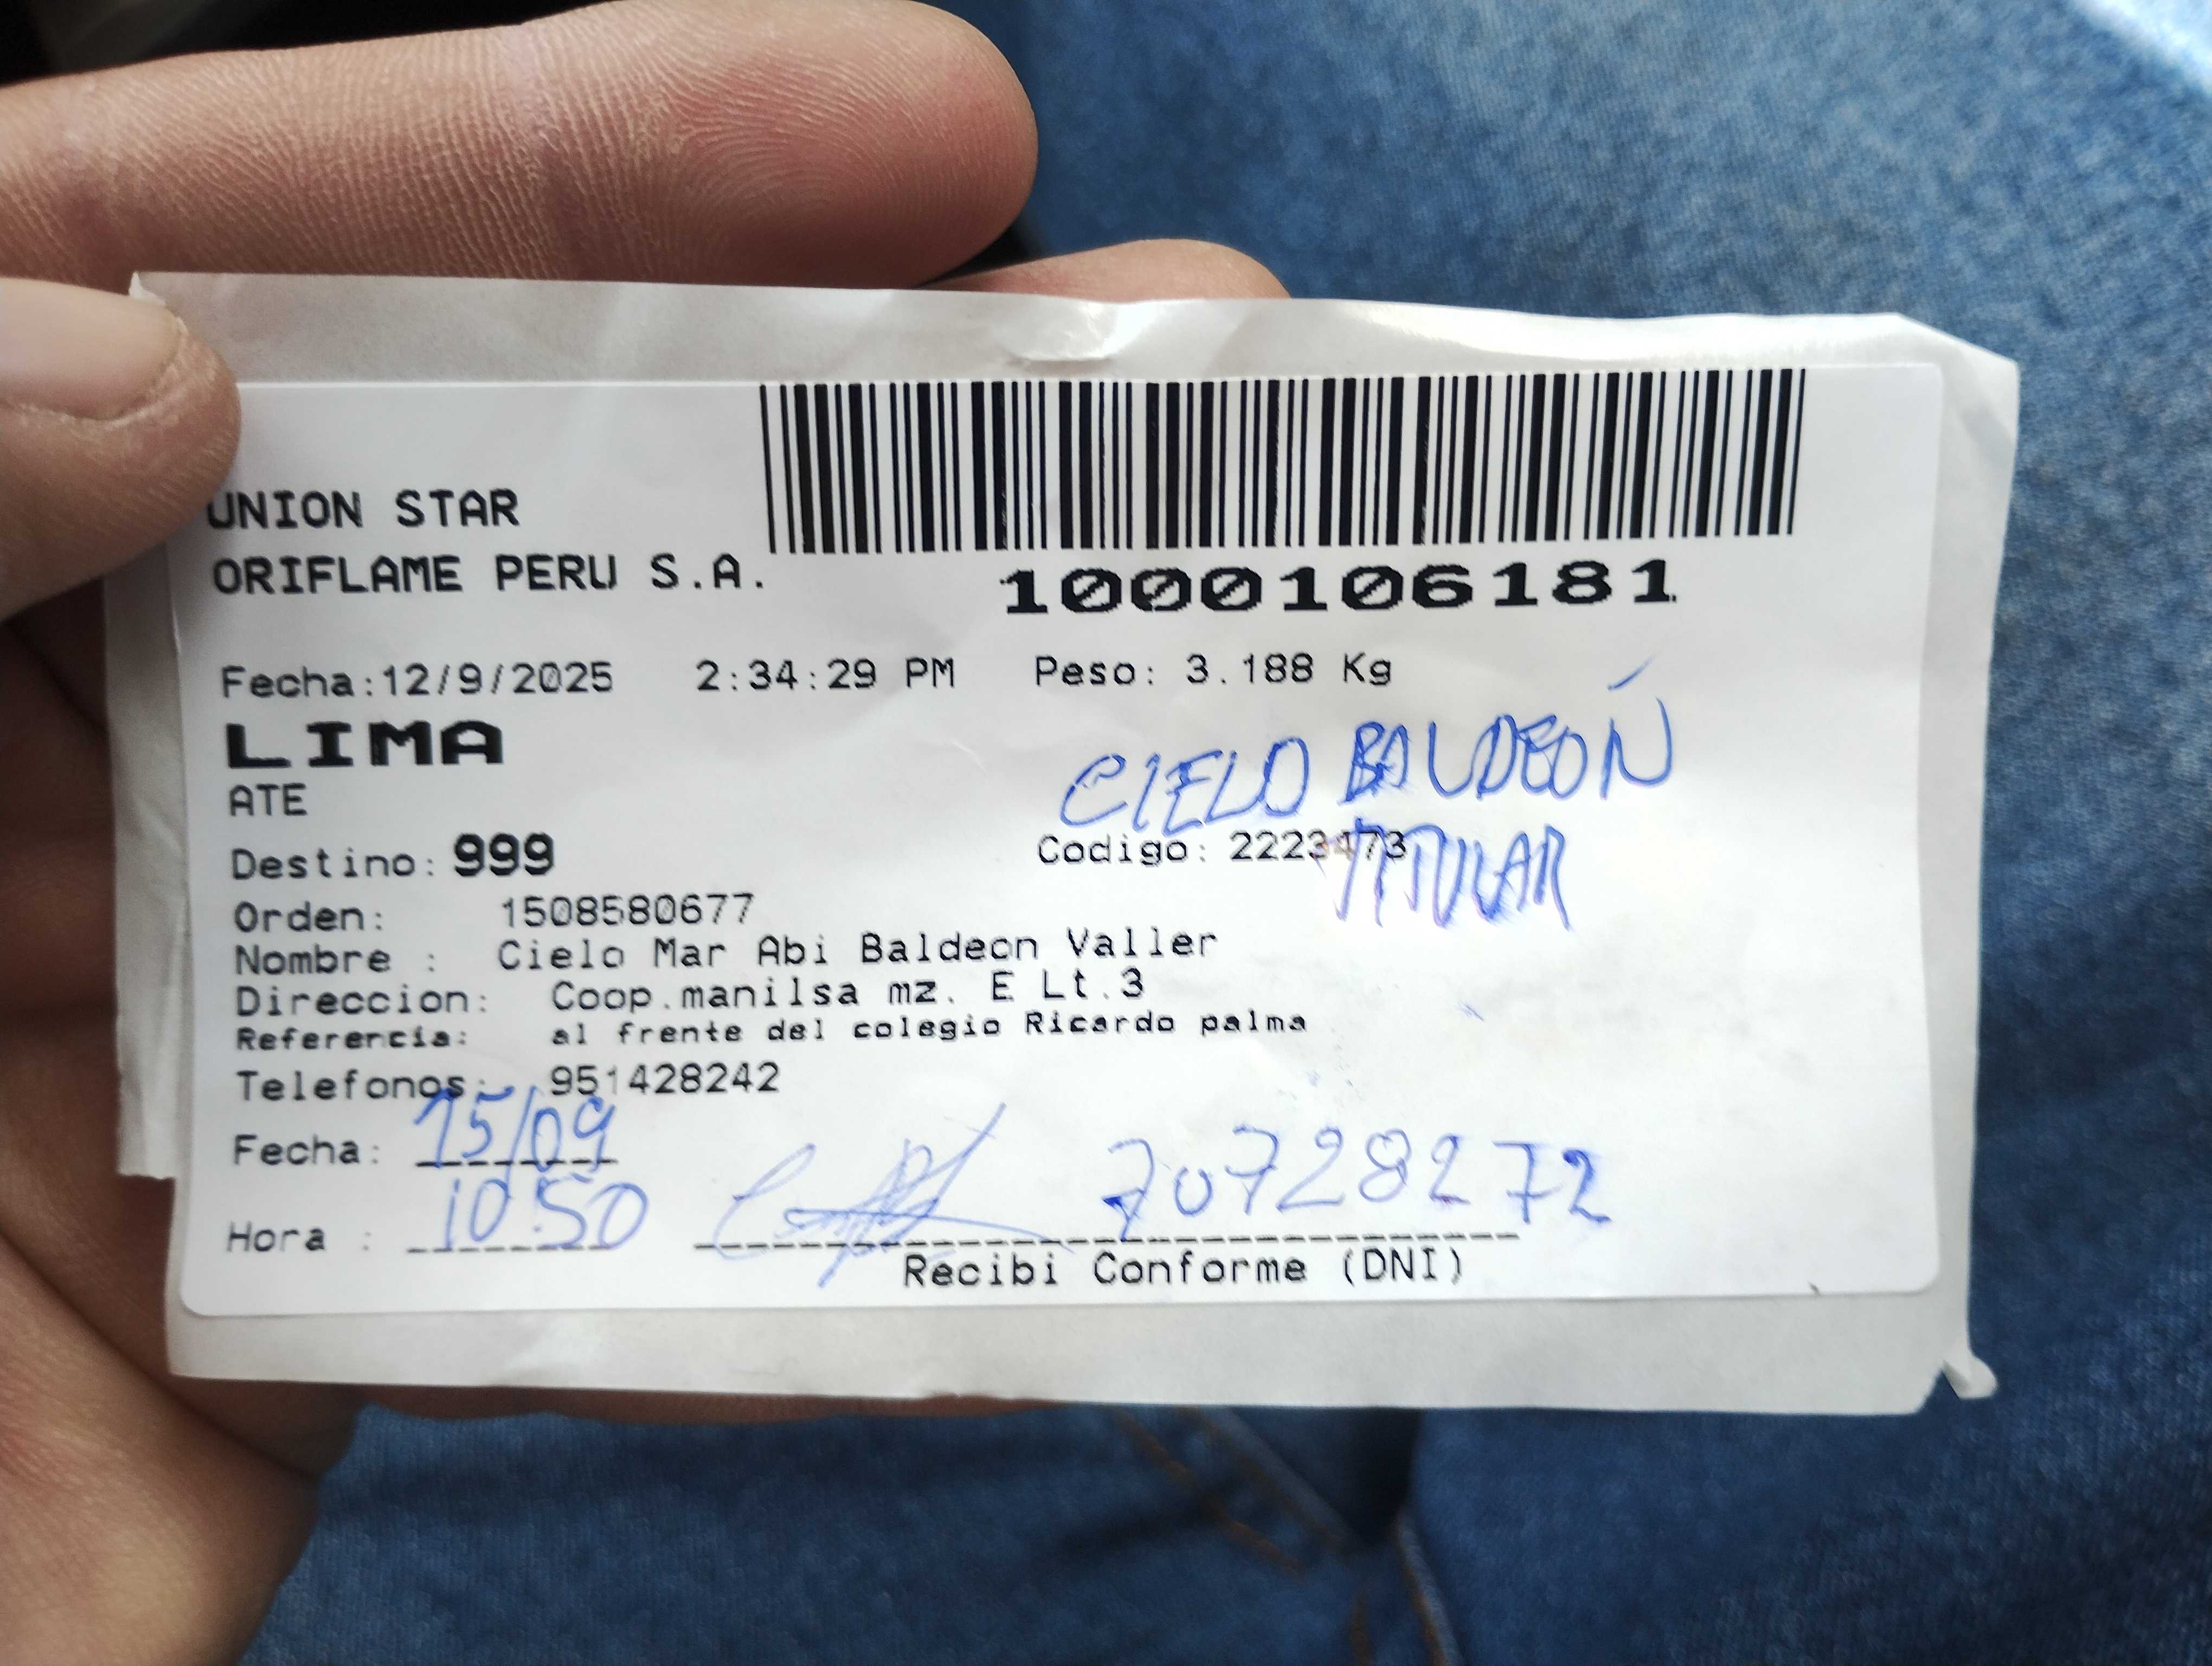 UNION STAR
ORIFLAME PERU S.A.
1000106181
Fecha:12/9/2025 2:34:29 PM Peso: 3.188 Kg
LIMA
CIELO BALDEOŃ
ATE
Destino: 999 Codigo: 2223473
TITULAR
Orden: 1508580677
Nombre : Cielo Mar Abi Baldeon Valler
Direccion: Coop.manilsa mz. E Lt.3
Referencia: al frente del colegio Ricardo palma
Telefonos: 951428242
Fecha: 15/09
Hora : 10:50 70728272
Recibi Conforme (DNI)